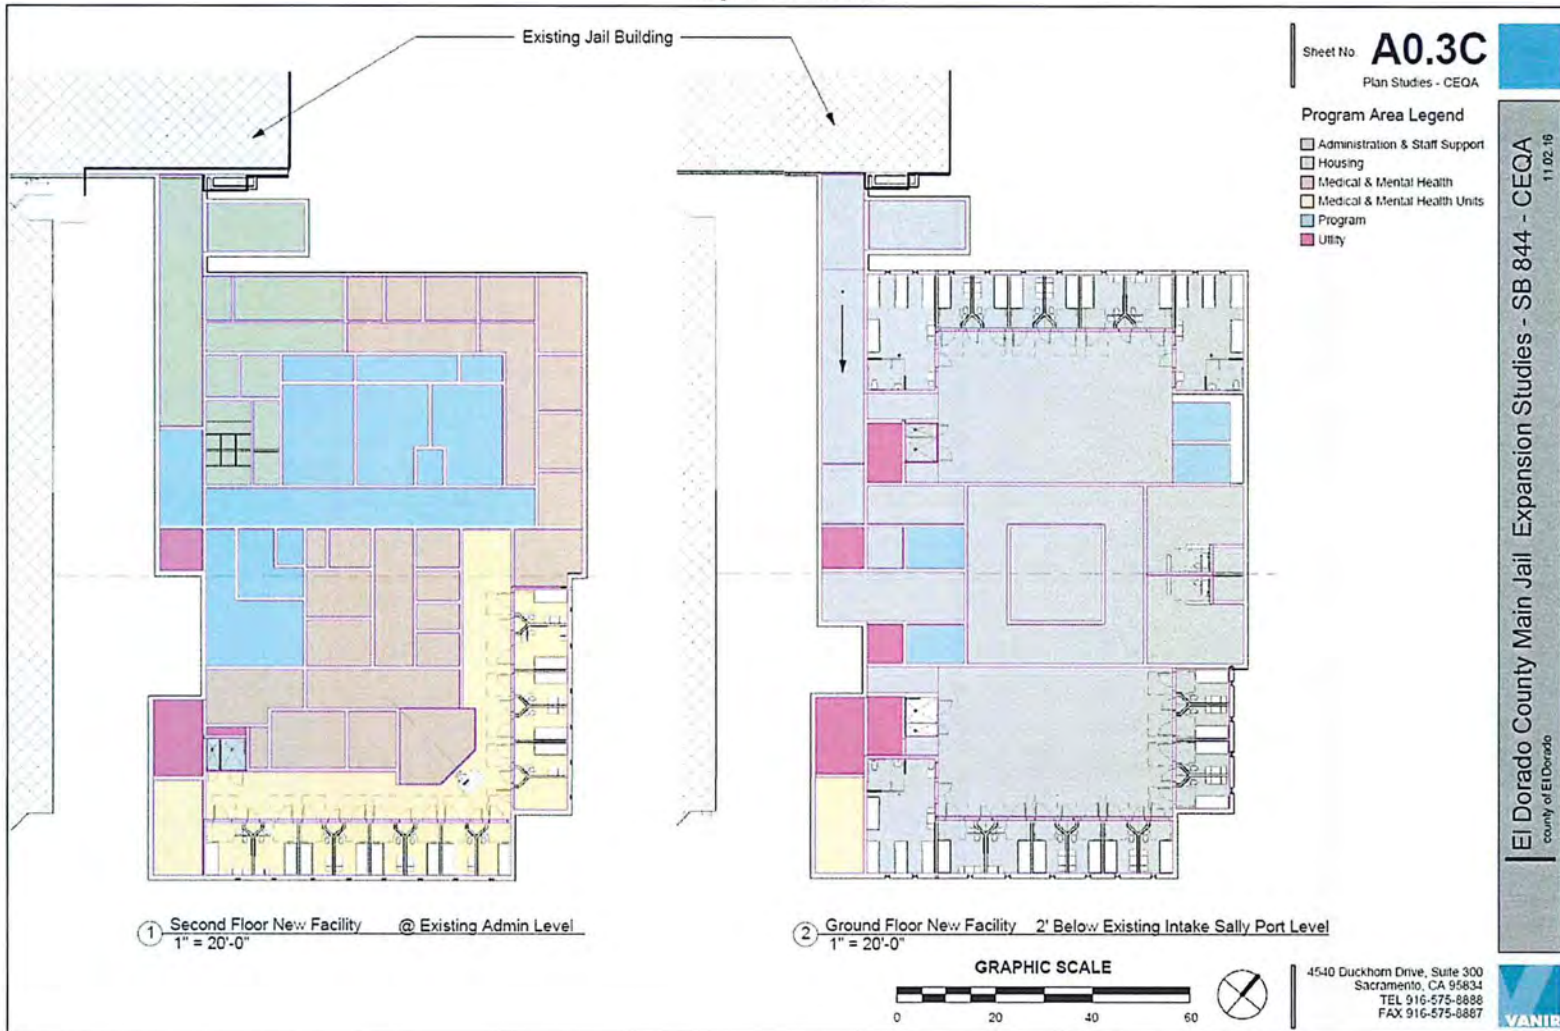 Existing Jail Building
Sheet No. A0.3C
Plan Studies - CEQA
Program Area Legend
Administration & Staff Support
Housing
Medical & Mental Health
Medical & Mental Health Units
Program
Utility
El Dorado County Main Jail Expansion Studies - SB 844 - CEQA
county of El Dorado
11.02.16
1 Second Floor New Facility @ Existing Admin Level
1" = 20'-0"
2 Ground Floor New Facility 2' Below Existing Intake Sally Port Level
1" = 20'-0"
GRAPHIC SCALE
0 20 40 60
4540 Duckhorn Drive, Suite 300
Sacramento, CA 95834
TEL 916-575-8888
FAX 916-575-8887
VANIR